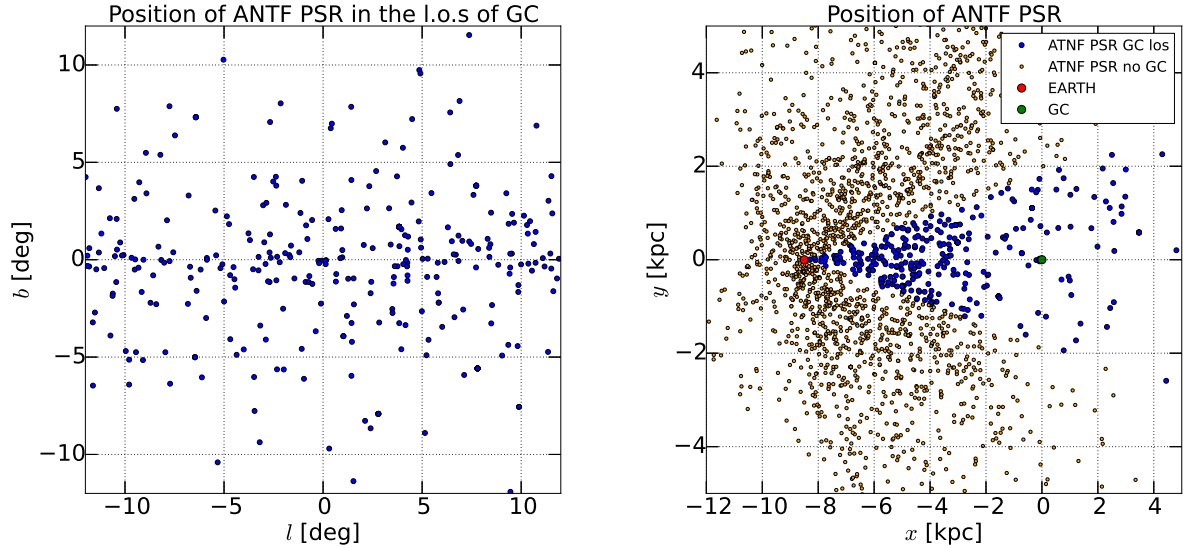 Position of ANTF PSR in the l.o.s of GC
10
5
0
−5
−10
b [deg]
−10
−5
0
5
10
l [deg]
Position of ANTF PSR
ATNF PSR GC los
ATNF PSR no GC
EARTH
GC
4
2
0
−2
−4
y [kpc]
−12
−10
−8
−6
−4
−2
0
2
4
x [kpc]